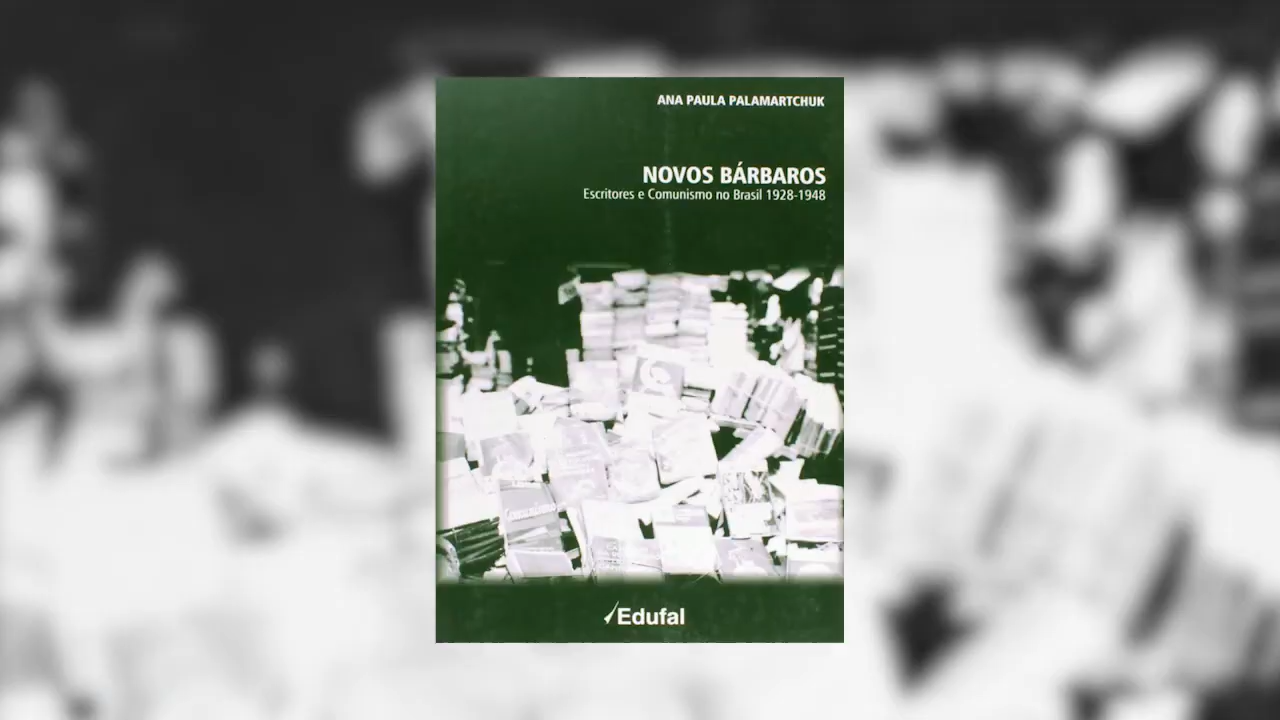 ANA PAULA PALAMARTCHUK
NOVOS BÁRBAROS
Escritores e Comunismo no Brasil 1928-1948
Edufal